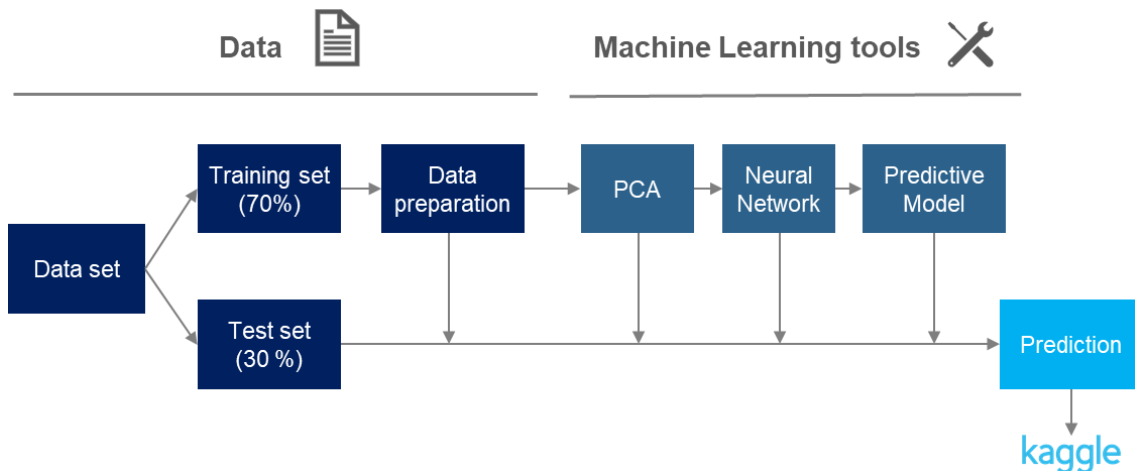 Data
Machine Learning tools
Training set
(70%)
Data
preparation
PCA
Neural
Network
Predictive
Model
Data set
Test set
(30 %)
Prediction
kaggle